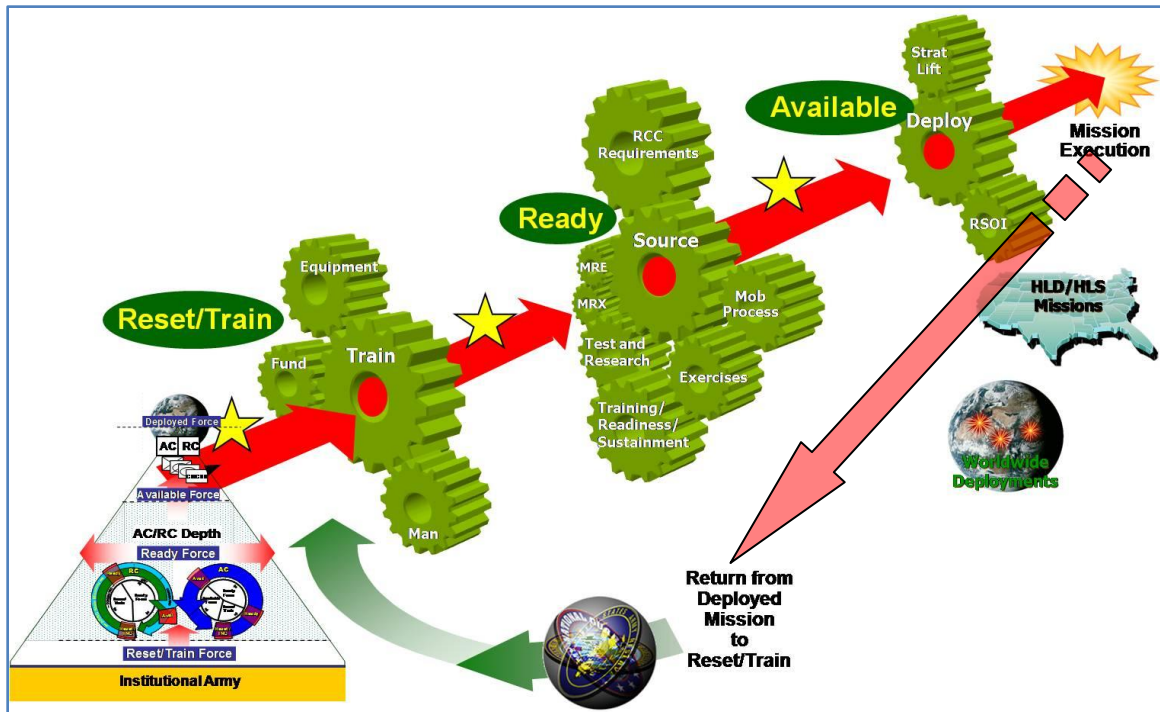 Strat
Lift
Available
Deploy
Mission
Execution
RCC
Requirements
Ready
Source
RSOI
MRE
MRX
Mob
Process
HLD/HLS
Missions
Equipment
Reset/Train
Train
Test and
Research
Fund
Exercises
Training/
Readiness/
Sustainment
Worldwide
Deployments
Man
Deployed Force
AC RC
Available Force
AC/RC Depth
Ready Force
RC
AC
Reset/Train Force
Institutional Army
Return from
Deployed
Mission
to
Reset/Train